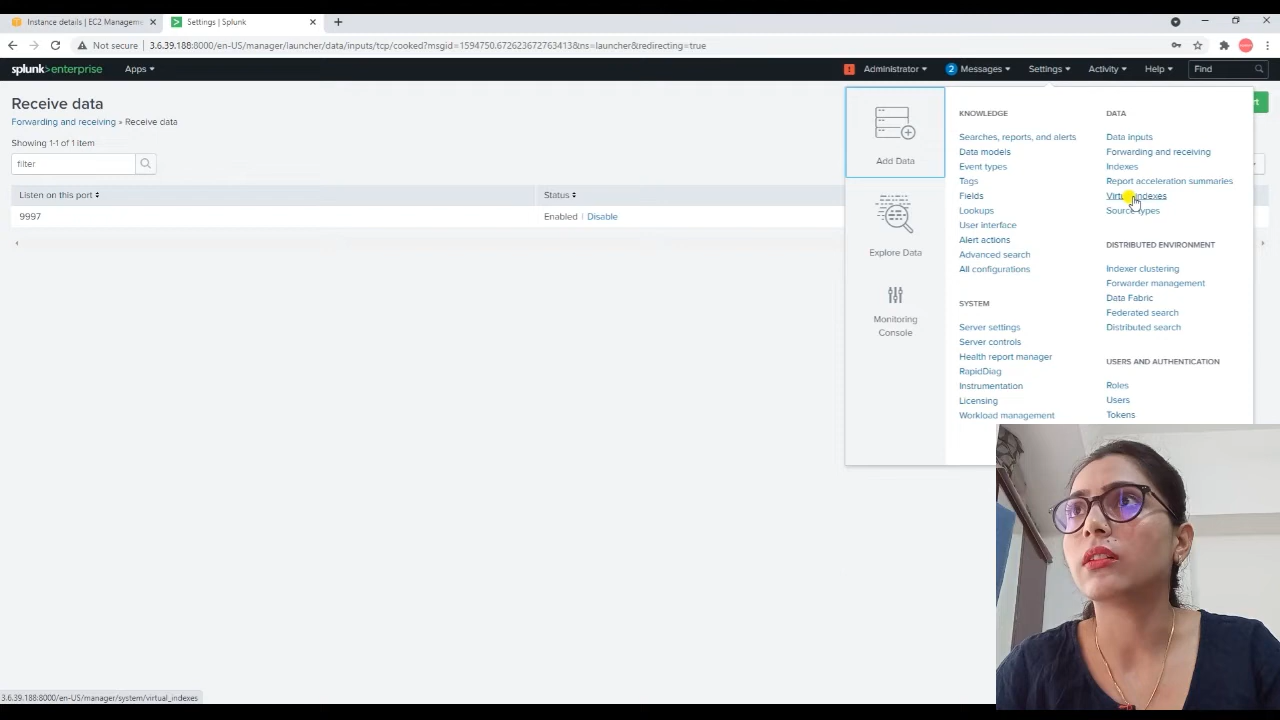 Instance details | EC2 Manageme
Settings | Splunk
Not secure
3.6.39.188:8000/en-US/manager/launcher/data/inputs/tcp/cooked?msgid=1594750.672623672763413&ns=launcher&redirecting=true
splunk>enterprise
Apps
Administrator
2 Messages
Settings
Activity
Help
Find
Receive data
Forwarding and receiving » Receive data
Showing 1-1 of 1 item
filter
Listen on this port
Status
9997
Enabled | Disable
Add Data
Explore Data
Monitoring
Console
KNOWLEDGE
Searches, reports, and alerts
Data models
Event types
Tags
Fields
Lookups
User interface
Alert actions
Advanced search
All configurations
SYSTEM
Server settings
Server controls
Health report manager
RapidDiag
Instrumentation
Licensing
Workload management
DATA
Data inputs
Forwarding and receiving
Indexes
Report acceleration summaries
Virtual indexes
Source types
DISTRIBUTED ENVIRONMENT
Indexer clustering
Forwarder management
Data Fabric
Federated search
Distributed search
USERS AND AUTHENTICATION
Roles
Users
Tokens
3.6.39.188:8000/en-US/manager/system/virtual_indexes